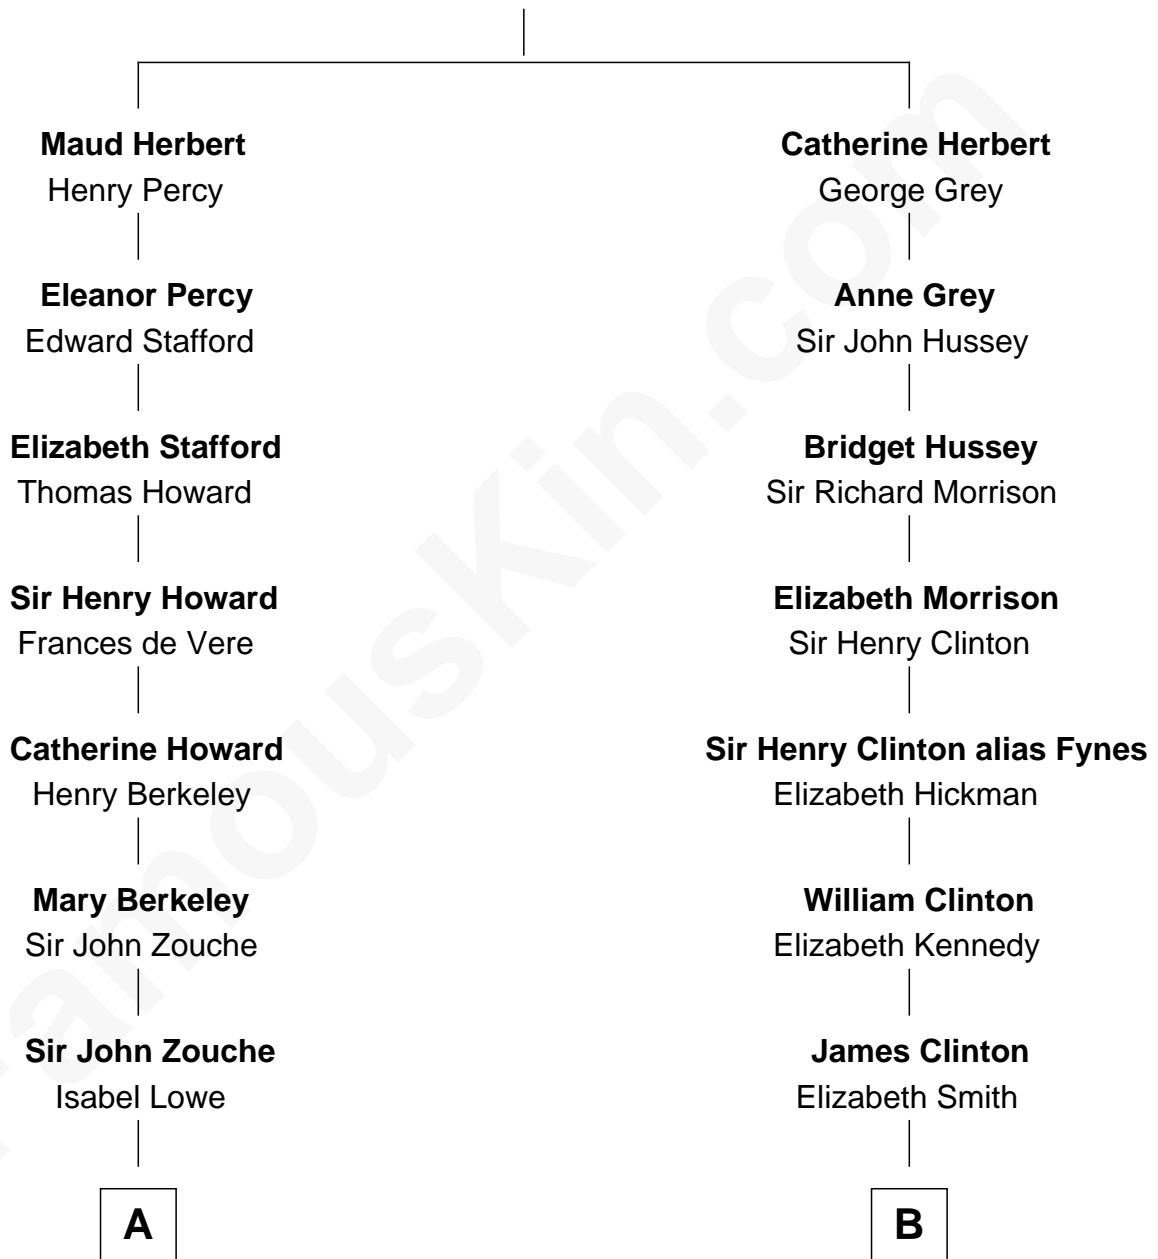 Maud Herbert
Henry Percy
Eleanor Percy
Edward Stafford
Elizabeth Stafford
Thomas Howard
Sir Henry Howard
Frances de Vere
Catherine Howard
Henry Berkeley
Mary Berkeley
Sir John Zouche
Sir John Zouche
Isabel Lowe
A
Catherine Herbert
George Grey
Anne Grey
Sir John Hussey
Bridget Hussey
Sir Richard Morrison
Elizabeth Morrison
Sir Henry Clinton
Sir Henry Clinton alias Fynes
Elizabeth Hickman
William Clinton
Elizabeth Kennedy
James Clinton
Elizabeth Smith
B
FamousKin.com